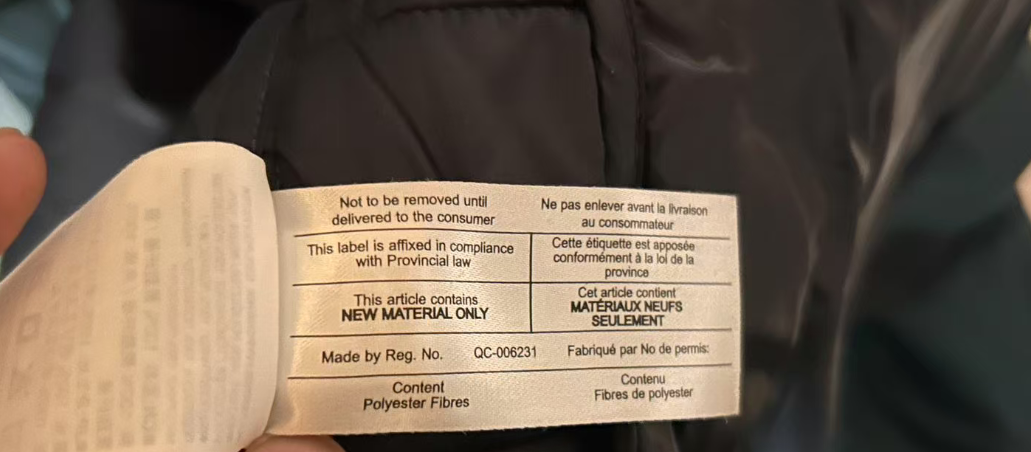 Not to be removed until
delivered to the consumer
Ne pas enlever avant la livraison
au consommateur
This label is affixed in compliance
with Provincial law
Cette étiquette est apposée
conformément à la loi de la
province
This article contains
NEW MATERIAL ONLY
Cet article contient
MATÉRIAUX NEUFS
SEULEMENT
Made by Reg. No. QC-006231 Fabriqué par No de permis:
Content
Polyester Fibres
Contenu
Fibres de polyester